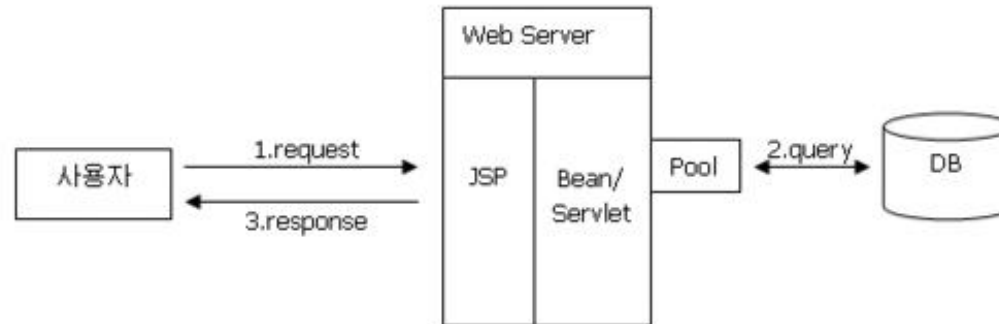 Web Server
사용자
1.request
3.response
JSP
Bean/
Servlet
Pool
2.query
DB